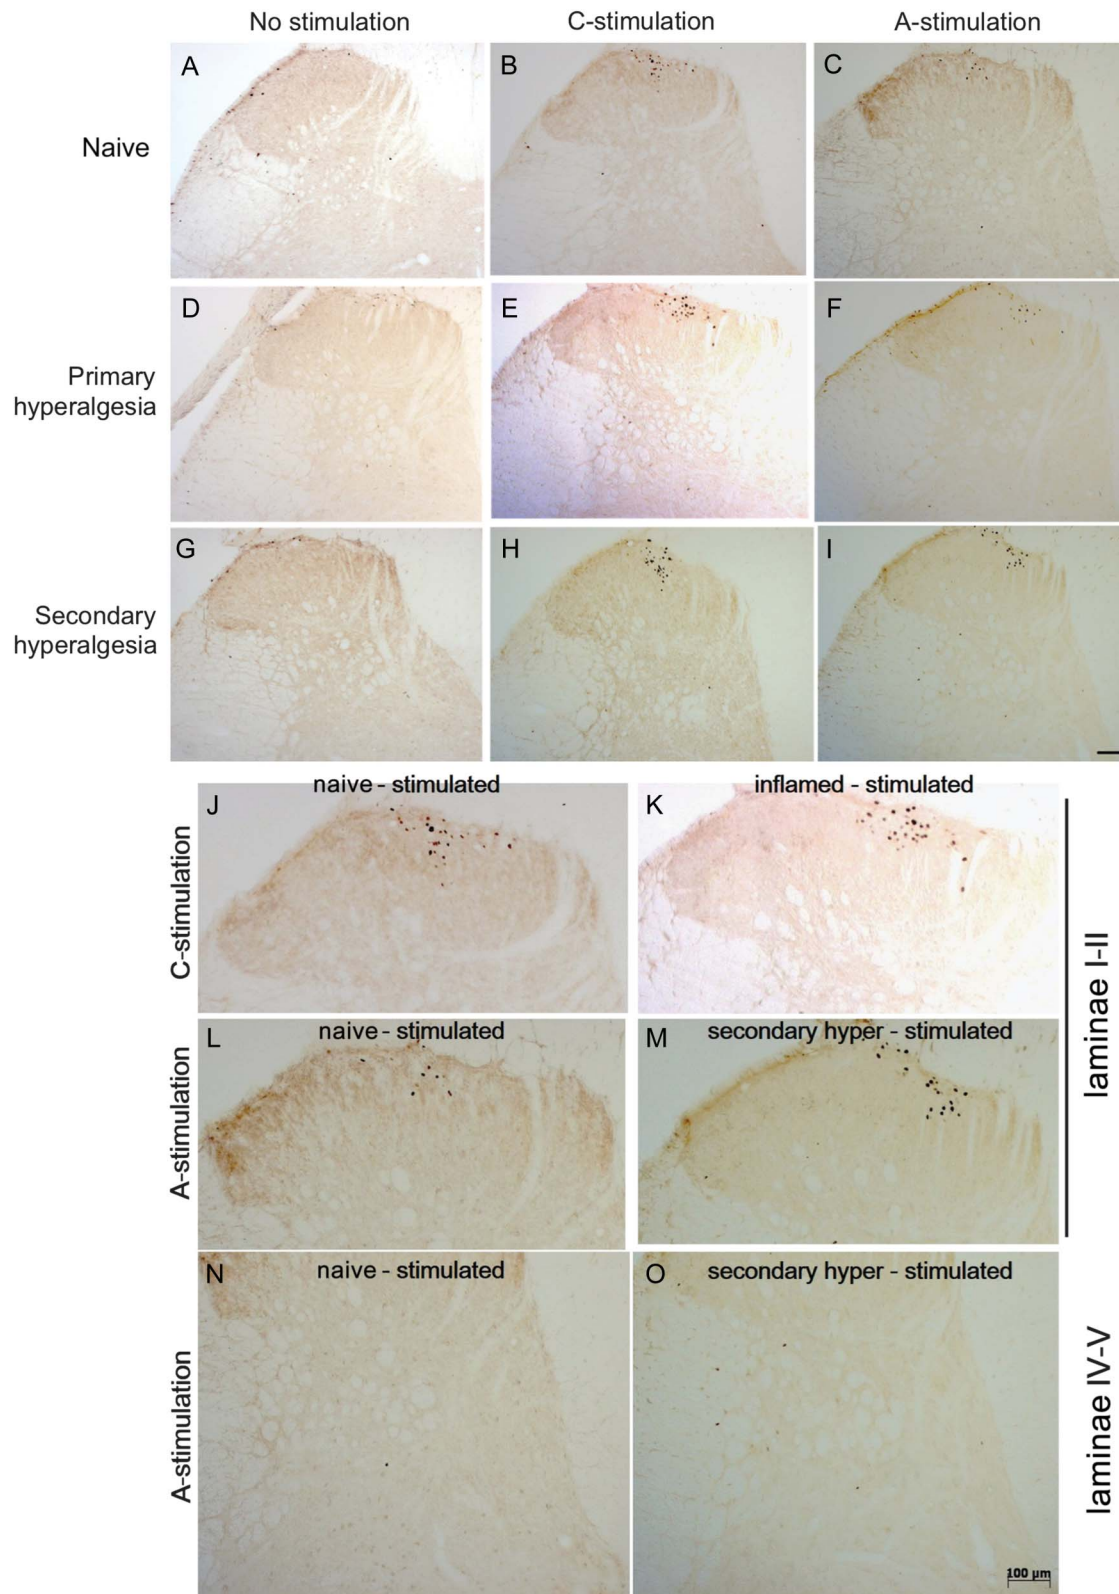 No stimulation C-stimulation A-stimulation
Naive
A B C
Primary
hyperalgesia
D E F
Secondary
hyperalgesia
G H I
C-stimulation
J naive - stimulated
K inflamed - stimulated
laminae I-II
A-stimulation
L naive - stimulated
M secondary hyper - stimulated
A-stimulation
N naive - stimulated
O secondary hyper - stimulated
laminae IV-V
100 µm